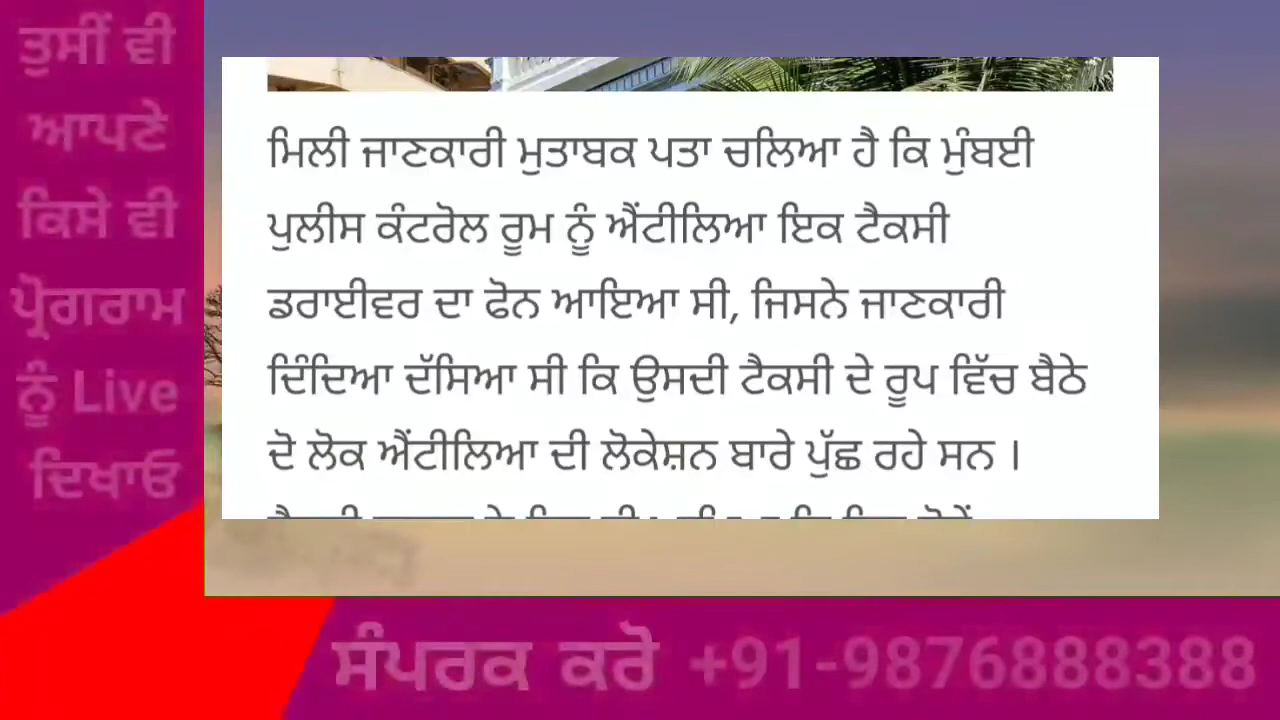 ਤੁਸੀਂ ਵੀ
ਆਪਣੇ
ਕਿਸੇ ਵੀ
ਪ੍ਰੋਗਰਾਮ
ਨੂੰ Live
ਦਿਖਾਓ
ਮਿਲੀ ਜਾਣਕਾਰੀ ਮੁਤਾਬਕ ਪਤਾ ਚਲਿਆ ਹੈ ਕਿ ਮੁੰਬਈ
ਪੁਲੀਸ ਕੰਟਰੋਲ ਰੂਮ ਨੂੰ ਐਂਟੀਲਿਆ ਇਕ ਟੈਕਸੀ
ਡਰਾਈਵਰ ਦਾ ਫੋਨ ਆਇਆ ਸੀ, ਜਿਸਨੇ ਜਾਣਕਾਰੀ
ਦਿੰਦਿਆ ਦੱਸਿਆ ਸੀ ਕਿ ਉਸਦੀ ਟੈਕਸੀ ਦੇ ਰੂਪ ਵਿੱਚ ਬੈਠੇ
ਦੋ ਲੋਕ ਐਂਟੀਲਿਆ ਦੀ ਲੋਕੇਸ਼ਨ ਬਾਰੇ ਪੁੱਛ ਰਹੇ ਸਨ ।
ਸੰਪਰਕ ਕਰੋ +91-9876888388